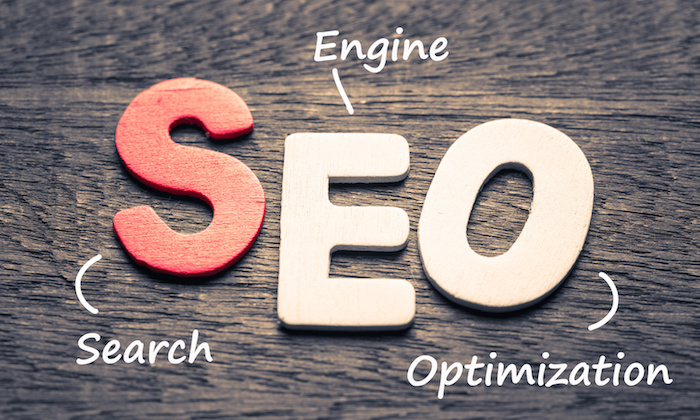 Engine
SEO
Search
Optimization